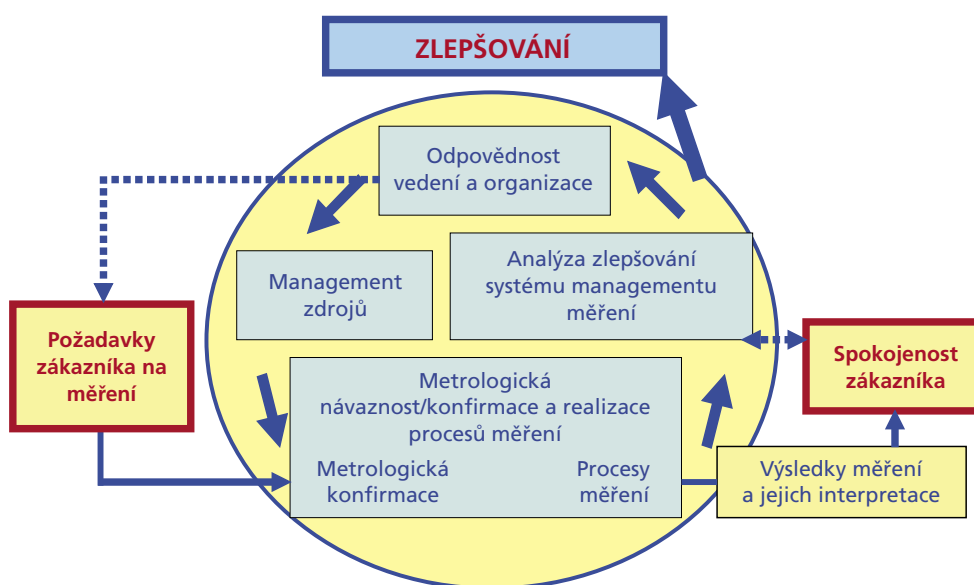 ZLEPŠOVÁNÍ
Odpovědnost
vedení a organizace
Management
zdrojů
Analýza zlepšování
systému managementu
měření
Požadavky
zákazníka na
měření
Spokojenost
zákazníka
Metrologická
návaznost/konfirmace a realizace
procesů měření
Metrologická
konfirmace
Procesy
měření
Výsledky měření
a jejich interpretace